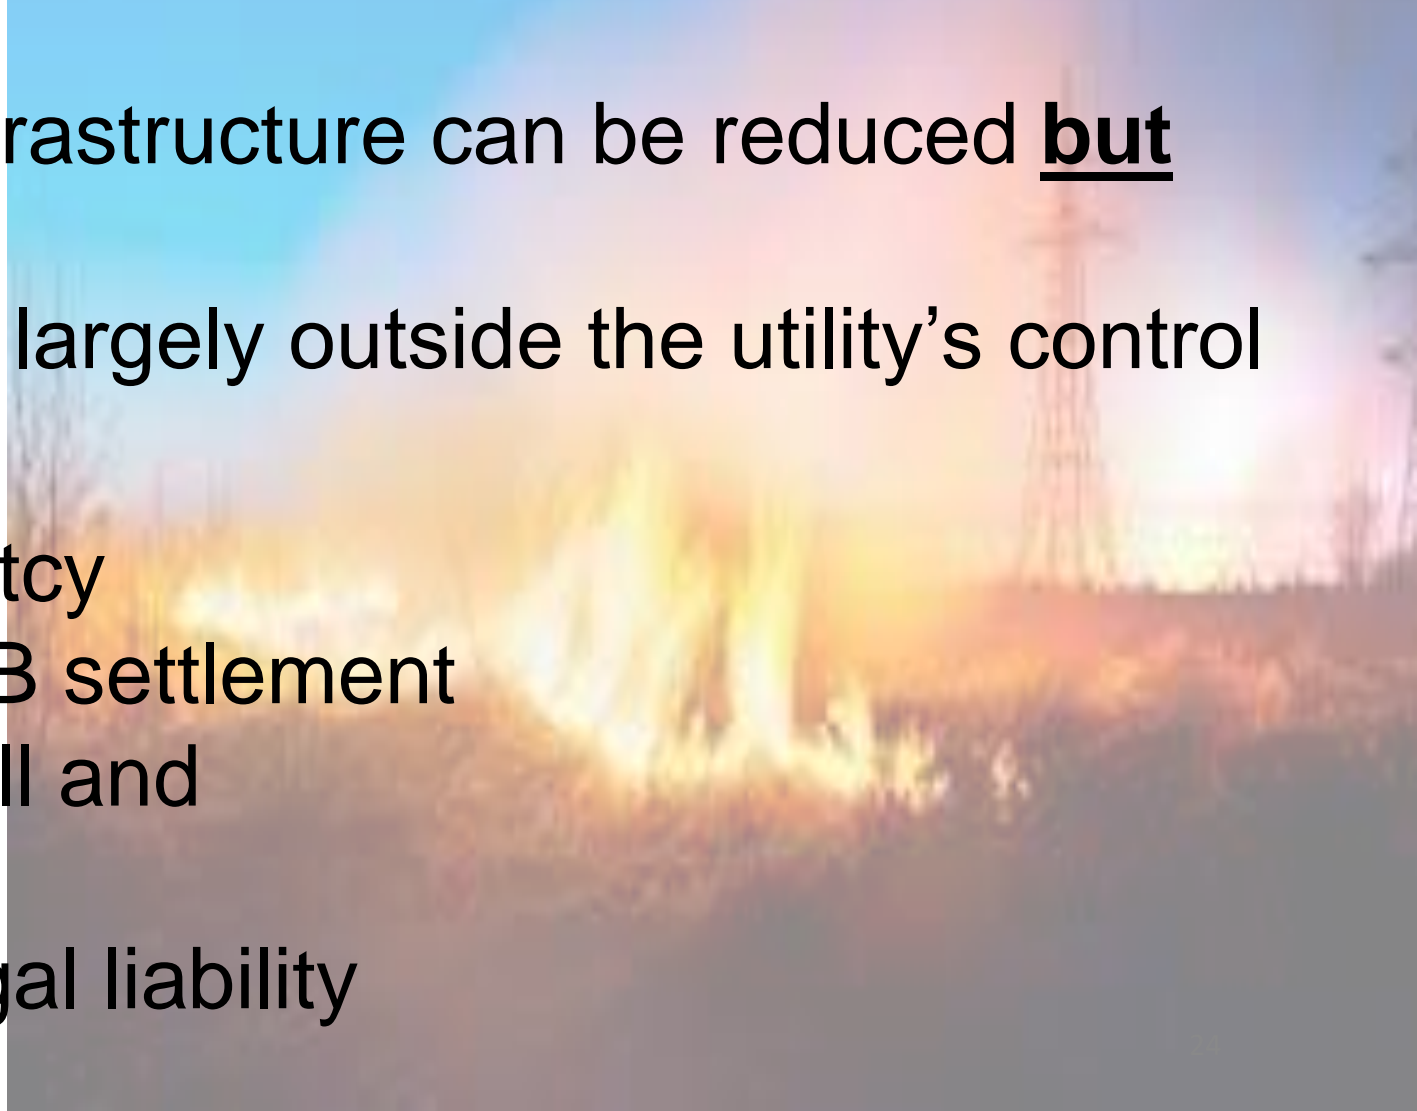 rastructure can be reduced but
largely outside the utility’s control
tcy
B settlement
ll and
gal liability